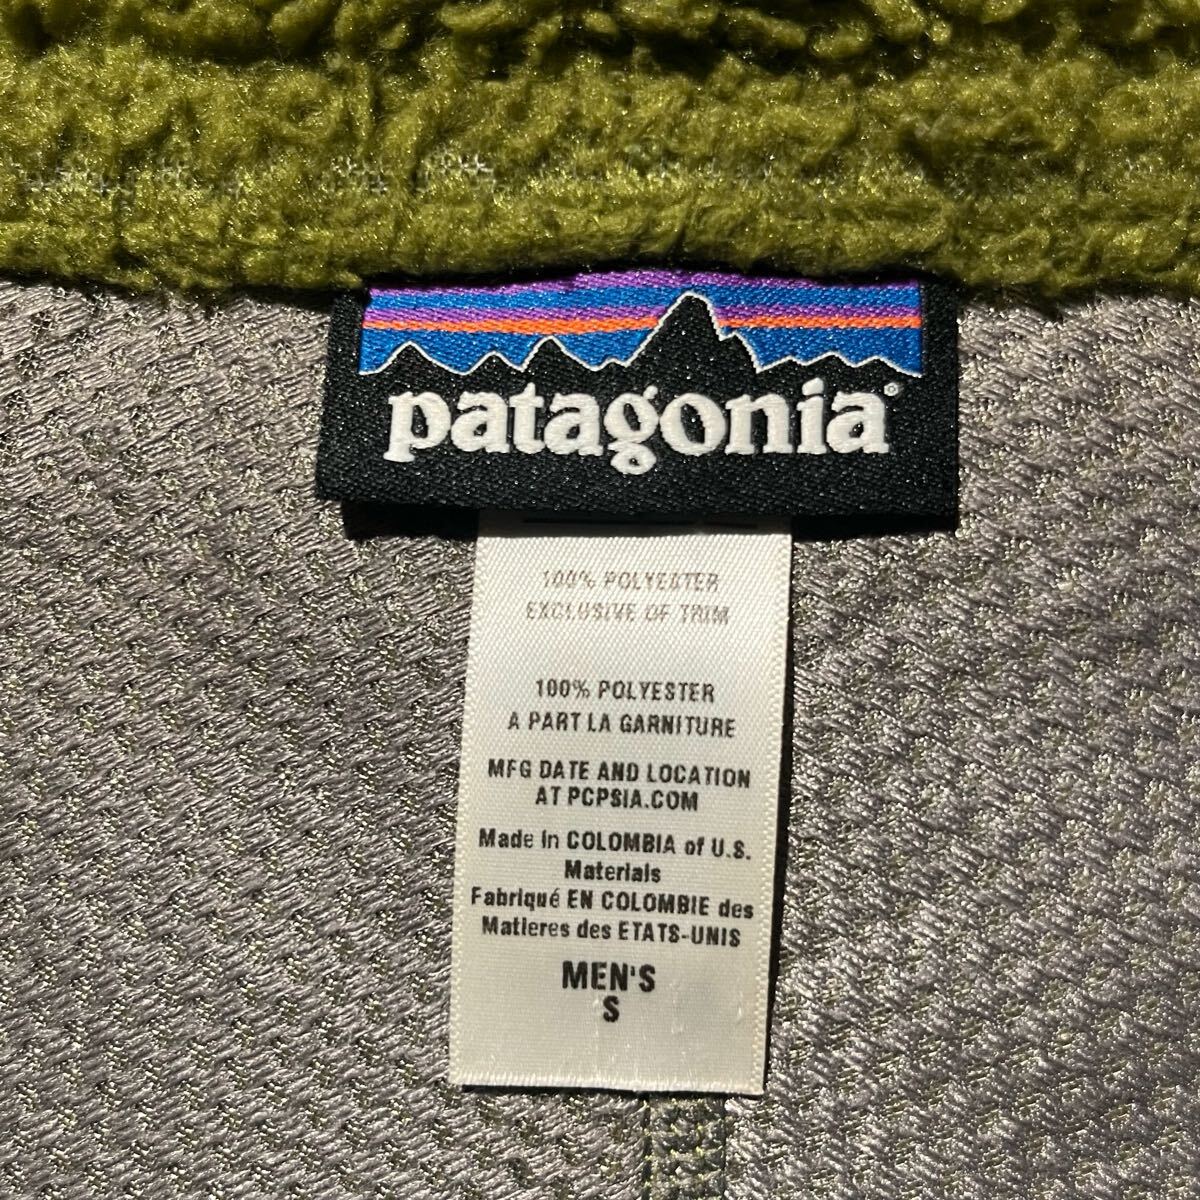 patagonia®
100% POLYESTER
EXCLUSIVE OF TRIM
100% POLYESTER
A PART LA GARNITURE
MFG DATE AND LOCATION
AT PCPSIA.COM
Made in COLOMBIA of U.S.
Materials
Fabriqué EN COLOMBIE des
Matieres des ETATS-UNIS
MEN'S
S